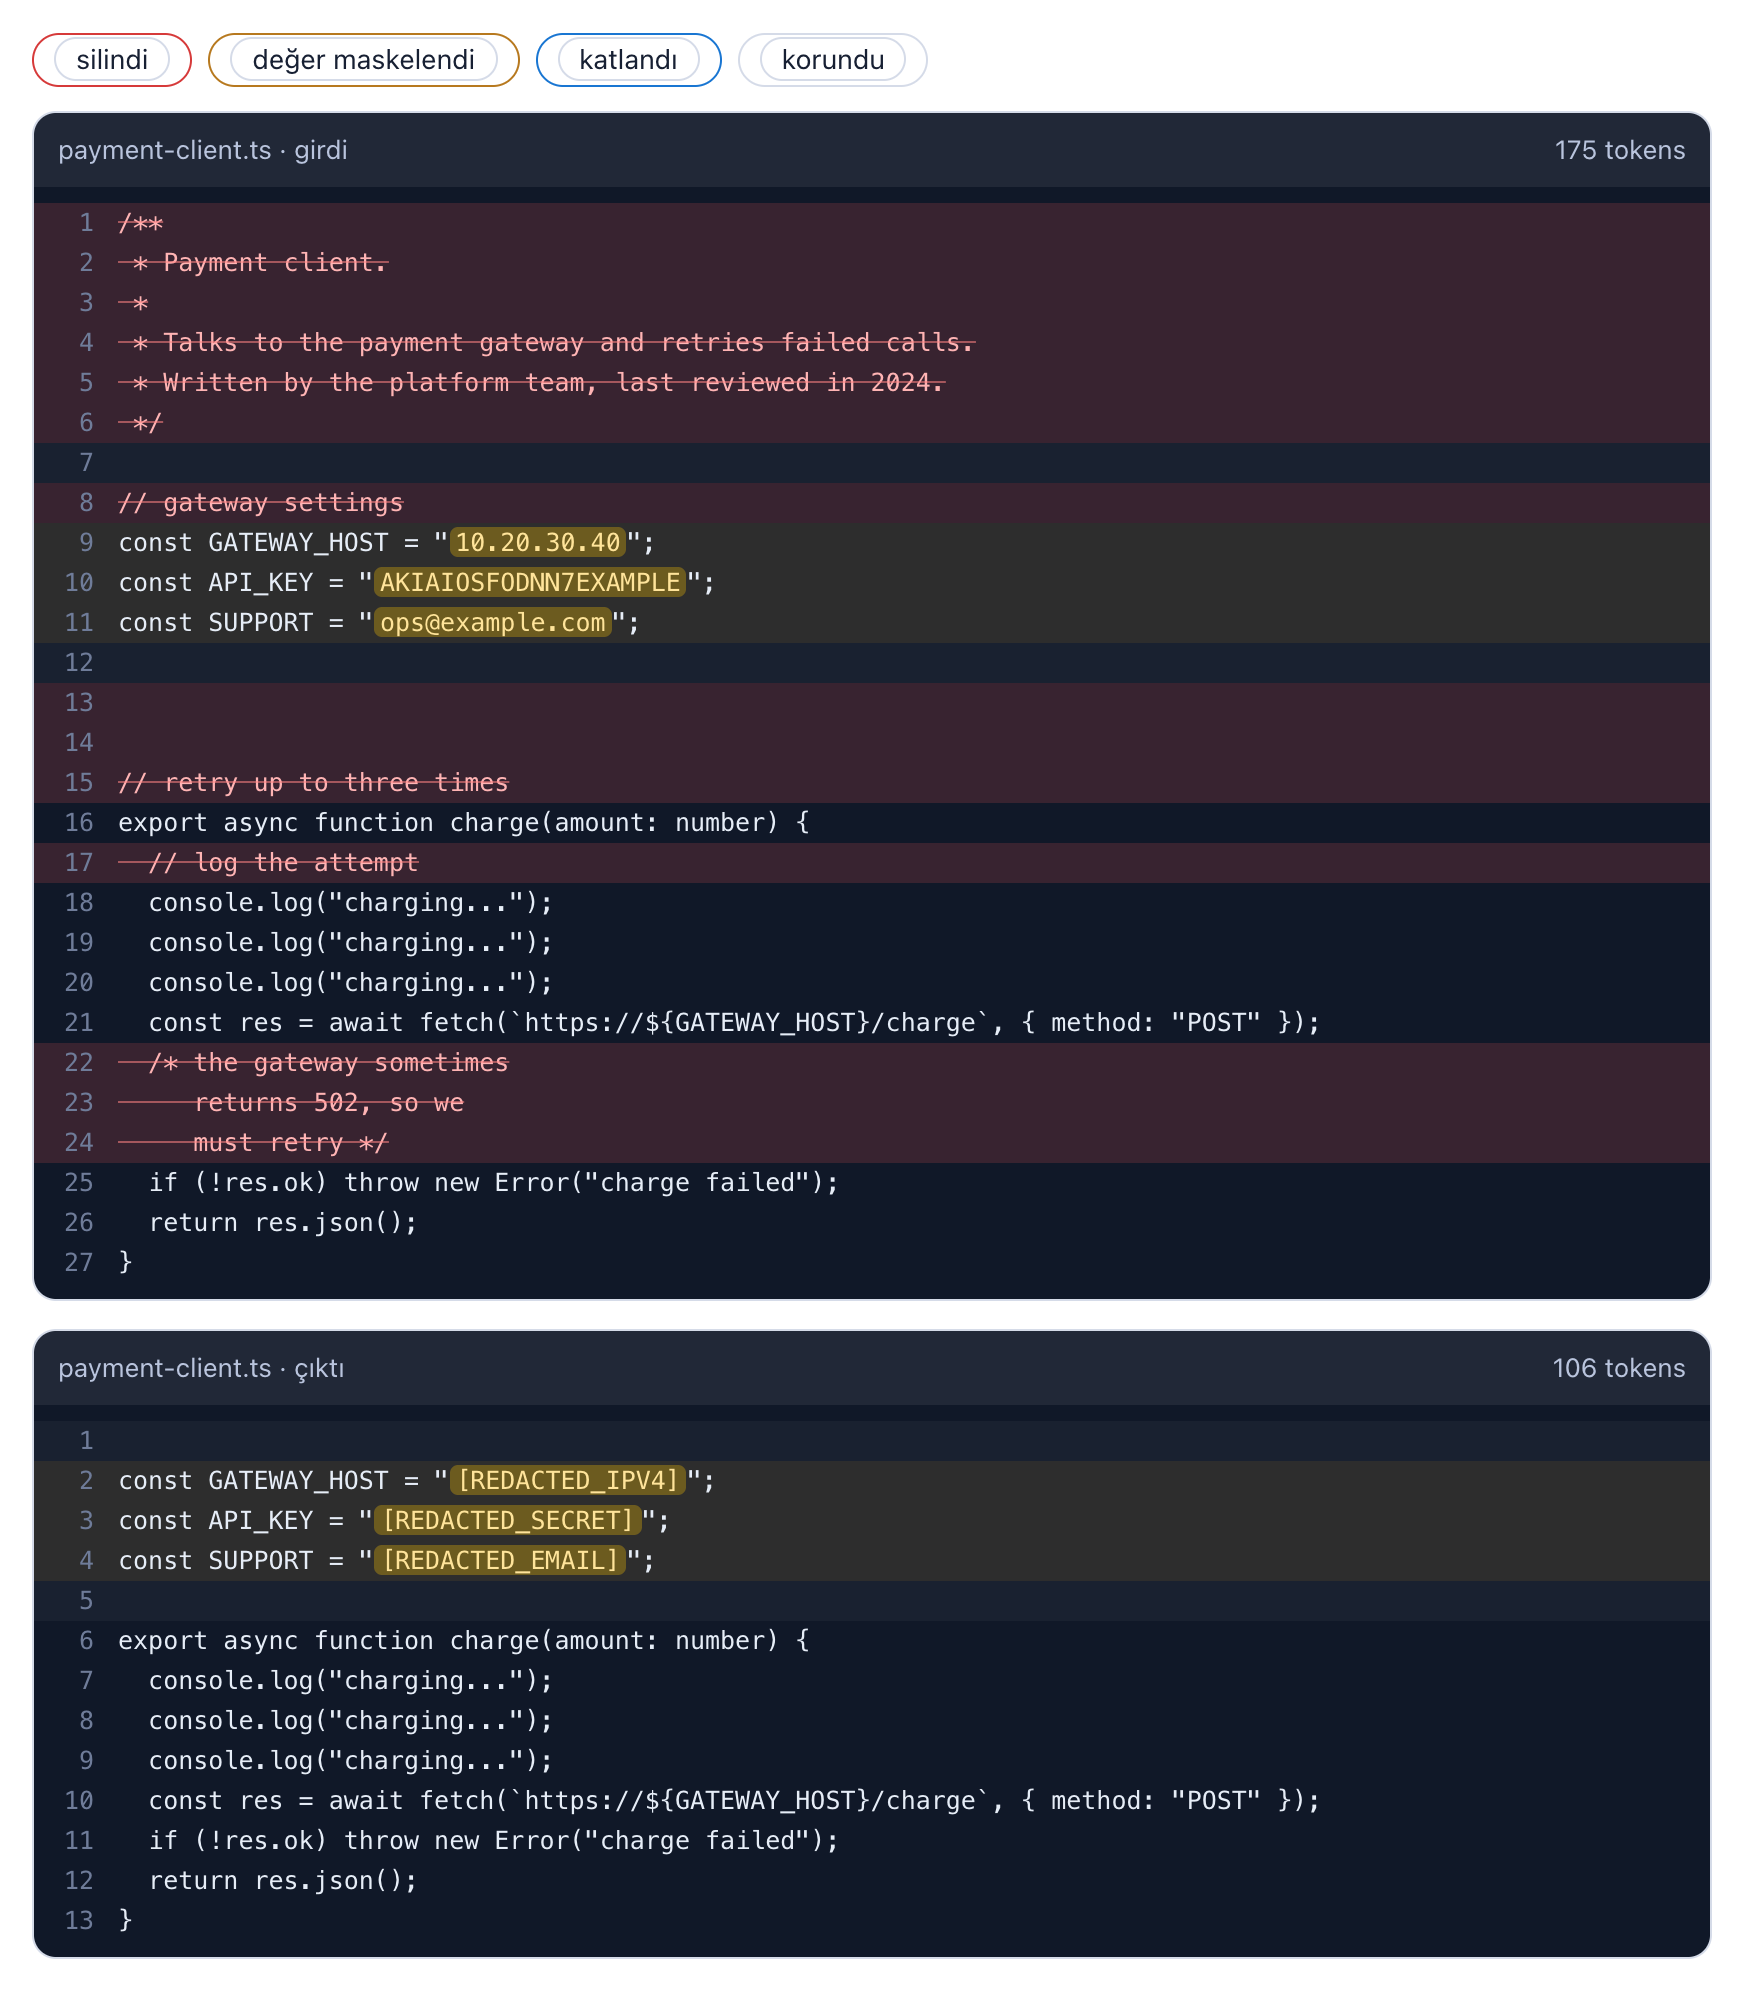 silindi değer maskelendi katlandı korundu
payment-client.ts · girdi 175 tokens
1 /**
2  * Payment client.
3  *
4  * Talks to the payment gateway and retries failed calls.
5  * Written by the platform team, last reviewed in 2024.
6  */
7
8 // gateway settings
9 const GATEWAY_HOST = "10.20.30.40";
10 const API_KEY = "AKIAIOSFODNN7EXAMPLE";
11 const SUPPORT = "ops@example.com";
12
13
14
15 // retry up to three times
16 export async function charge(amount: number) {
17   // log the attempt
18   console.log("charging...");
19   console.log("charging...");
20   console.log("charging...");
21   const res = await fetch(`https://${GATEWAY_HOST}/charge`, { method: "POST" });
22   /* the gateway sometimes
23      returns 502, so we
24      must retry */
25   if (!res.ok) throw new Error("charge failed");
26   return res.json();
27 }
payment-client.ts · çıktı 106 tokens
1
2 const GATEWAY_HOST = "[REDACTED_IPV4]";
3 const API_KEY = "[REDACTED_SECRET]";
4 const SUPPORT = "[REDACTED_EMAIL]";
5
6 export async function charge(amount: number) {
7   console.log("charging...");
8   console.log("charging...");
9   console.log("charging...");
10   const res = await fetch(`https://${GATEWAY_HOST}/charge`, { method: "POST" });
11   if (!res.ok) throw new Error("charge failed");
12   return res.json();
13 }